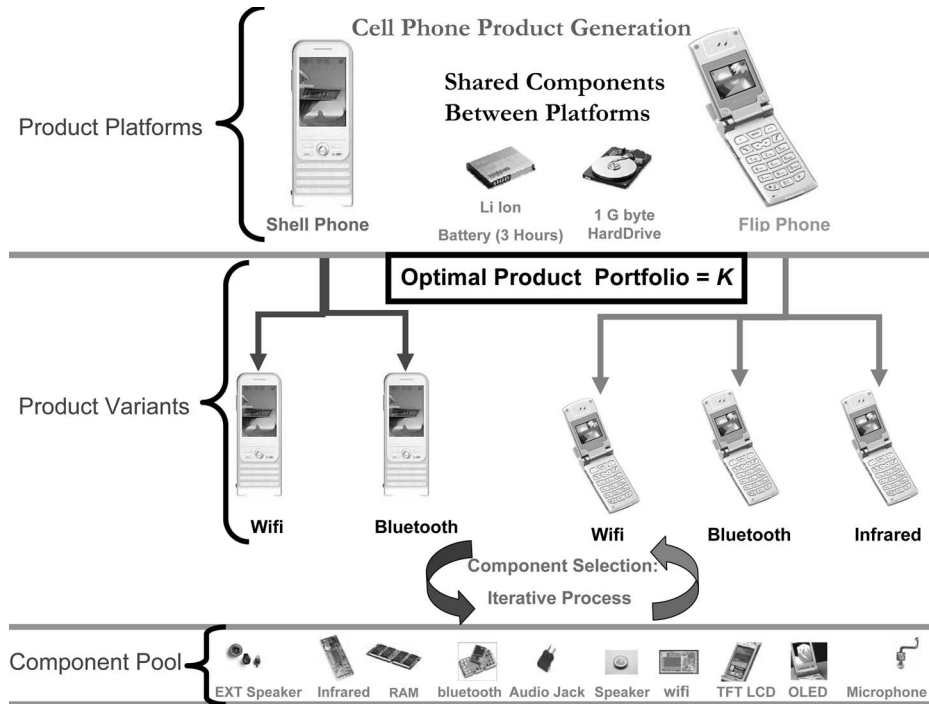 Cell Phone Product Generation
Shared Components
Between Platforms
Product Platforms
Li Ion
Battery (3 Hours)
1 G byte
HardDrive
Shell Phone
Flip Phone
Optimal Product Portfolio = K
Product Variants
Wifi
Bluetooth
Wifi
Bluetooth
Infrared
Component Selection:
Iterative Process
Component Pool
EXT Speaker
Infrared
RAM
bluetooth
Audio Jack
Speaker
wifi
TFT LCD
OLED
Microphone